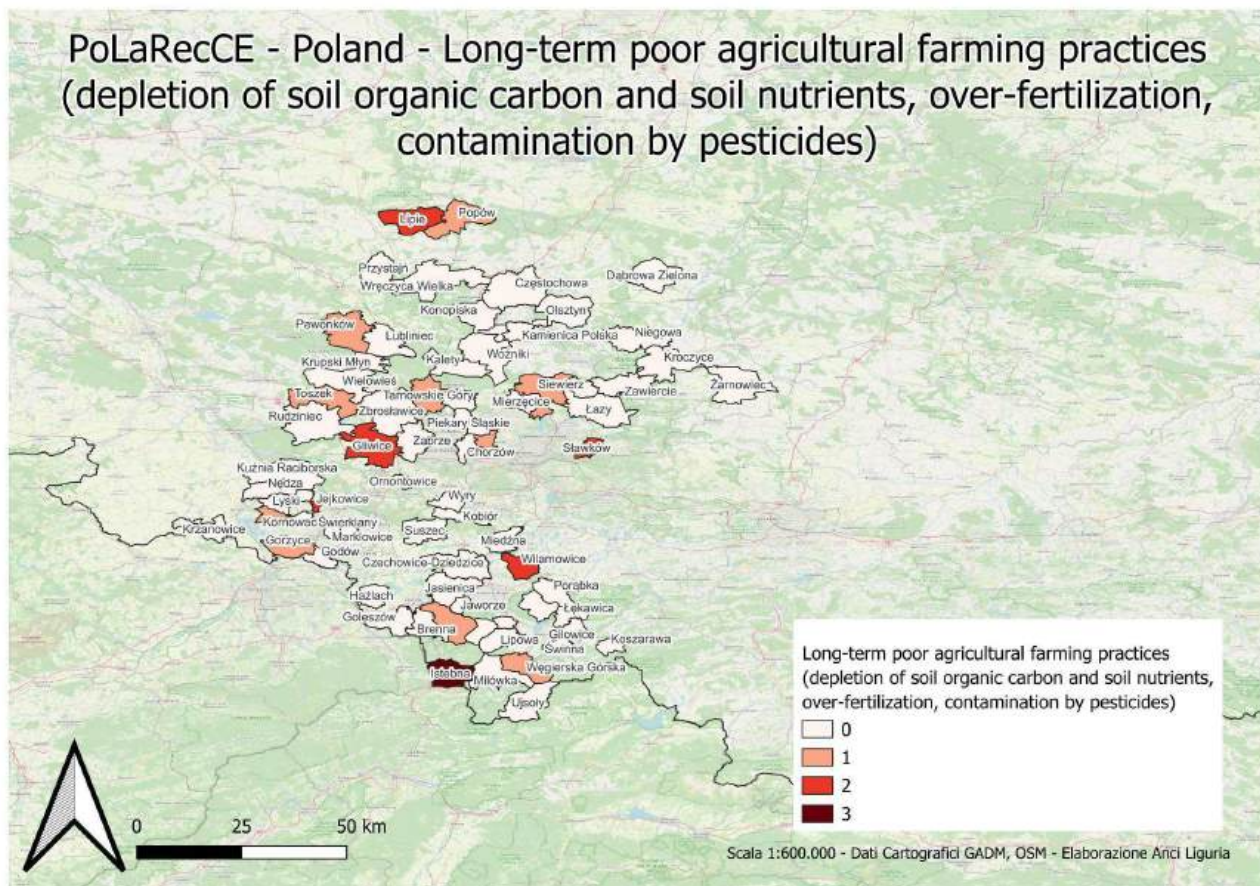 PoLaRecCE - Poland - Long-term poor agricultural farming practices
(depletion of soil organic carbon and soil nutrients, over-fertilization,
contamination by pesticides)
Lipie
Popów
Przystajń
Wręczyca Wielka
Częstochowa
Dąbrowa Zielona
Konopiska
Olsztyn
Pawonków
Lubliniec
Kamienica Polska
Niegowa
Woźniki
Krupski Młyn
Kalety
Kroczyce
Wielowieś
Siewierz
Zawiercie
Żarnowiec
Toszek
Tarnowskie Góry
Mierzęcice
Łazy
Rudziniec
Zbrosławice
Piekary Śląskie
Gliwice
Zabrze
Chorzów
Sławków
Kuźnia Raciborska
Nędza
Ornontowice
Lyski
Jejkowice
Wyry
Kornowac
Świerklany
Kobiór
Krzanowice
Suszec
Gorzyce
Markłowice
Miedźna
Godów
Czechowice-Dziedzice
Wilamowice
Jasienica
Porąbka
Hażlach
Jaworze
Łękawica
Goleszów
Brenna
Lipowa
Gilowice
Koszarawa
Świnna
Istebna
Milówka
Węgierska Górska
Ujsoły
Long-term poor agricultural farming practices
(depletion of soil organic carbon and soil nutrients,
over-fertilization, contamination by pesticides)
0
1
2
3
0 25 50 km
Scala 1:600.000 - Dati Cartografici GADM, OSM - Elaborazione Anci Liguria